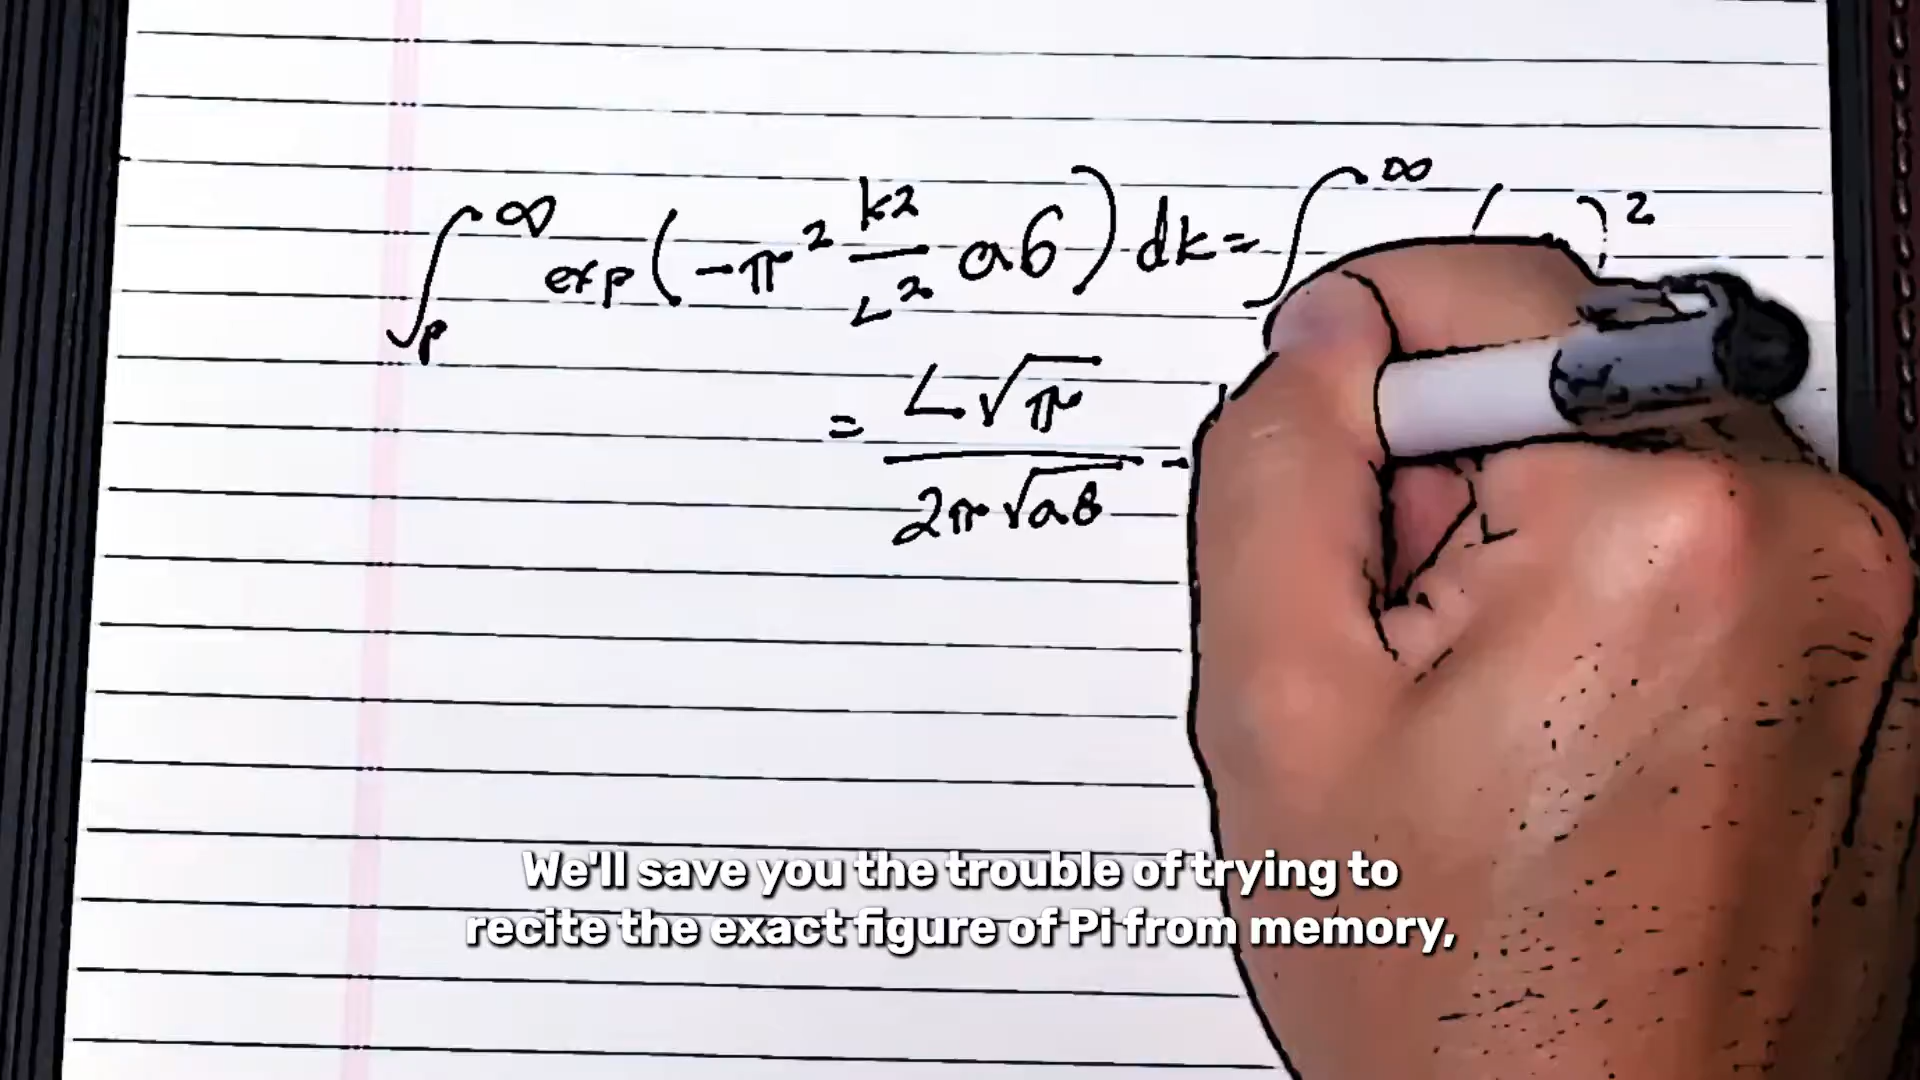 ∫_p^∞ exp(-π² k2/L² ab) dk = ∫^∞ ( )²
= L√π / 2π√ab -
We'll save you the trouble of trying to
recite the exact figure of Pi from memory,